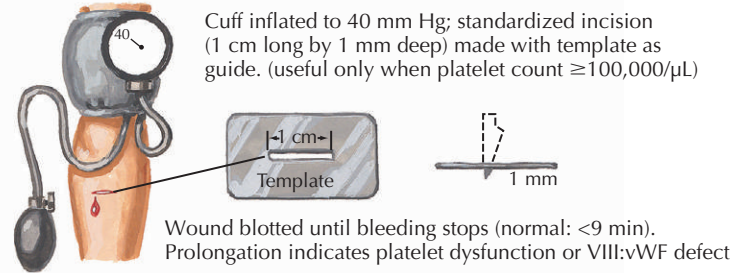 40
Cuff inflated to 40 mm Hg; standardized incision
(1 cm long by 1 mm deep) made with template as
guide. (useful only when platelet count ≥100,000/μL)
1 cm
Template
1 mm
Wound blotted until bleeding stops (normal: <9 min).
Prolongation indicates platelet dysfunction or VIII:vWF defect